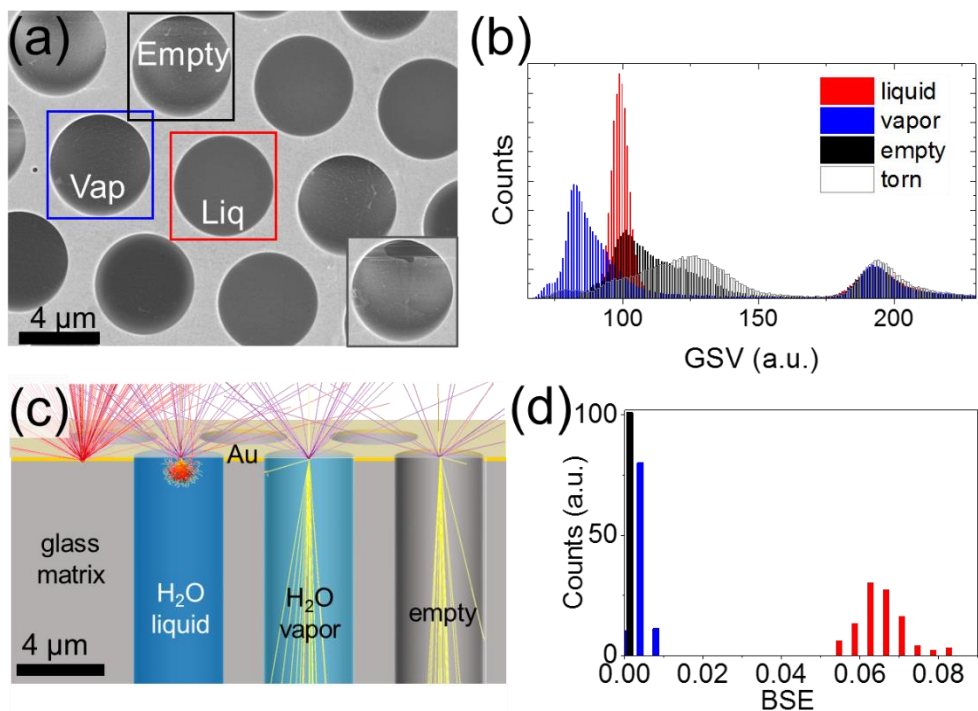 (a)
Empty
Vap
Liq
4 µm
(b)
Counts
liquid
vapor
empty
torn
100
150
200
GSV (a.u.)
(c)
Au
glass
matrix
H₂O
liquid
H₂O
vapor
empty
4 µm
(d)
Counts (a.u.)
100
50
0
0.00
0.02
0.04
0.06
0.08
BSE